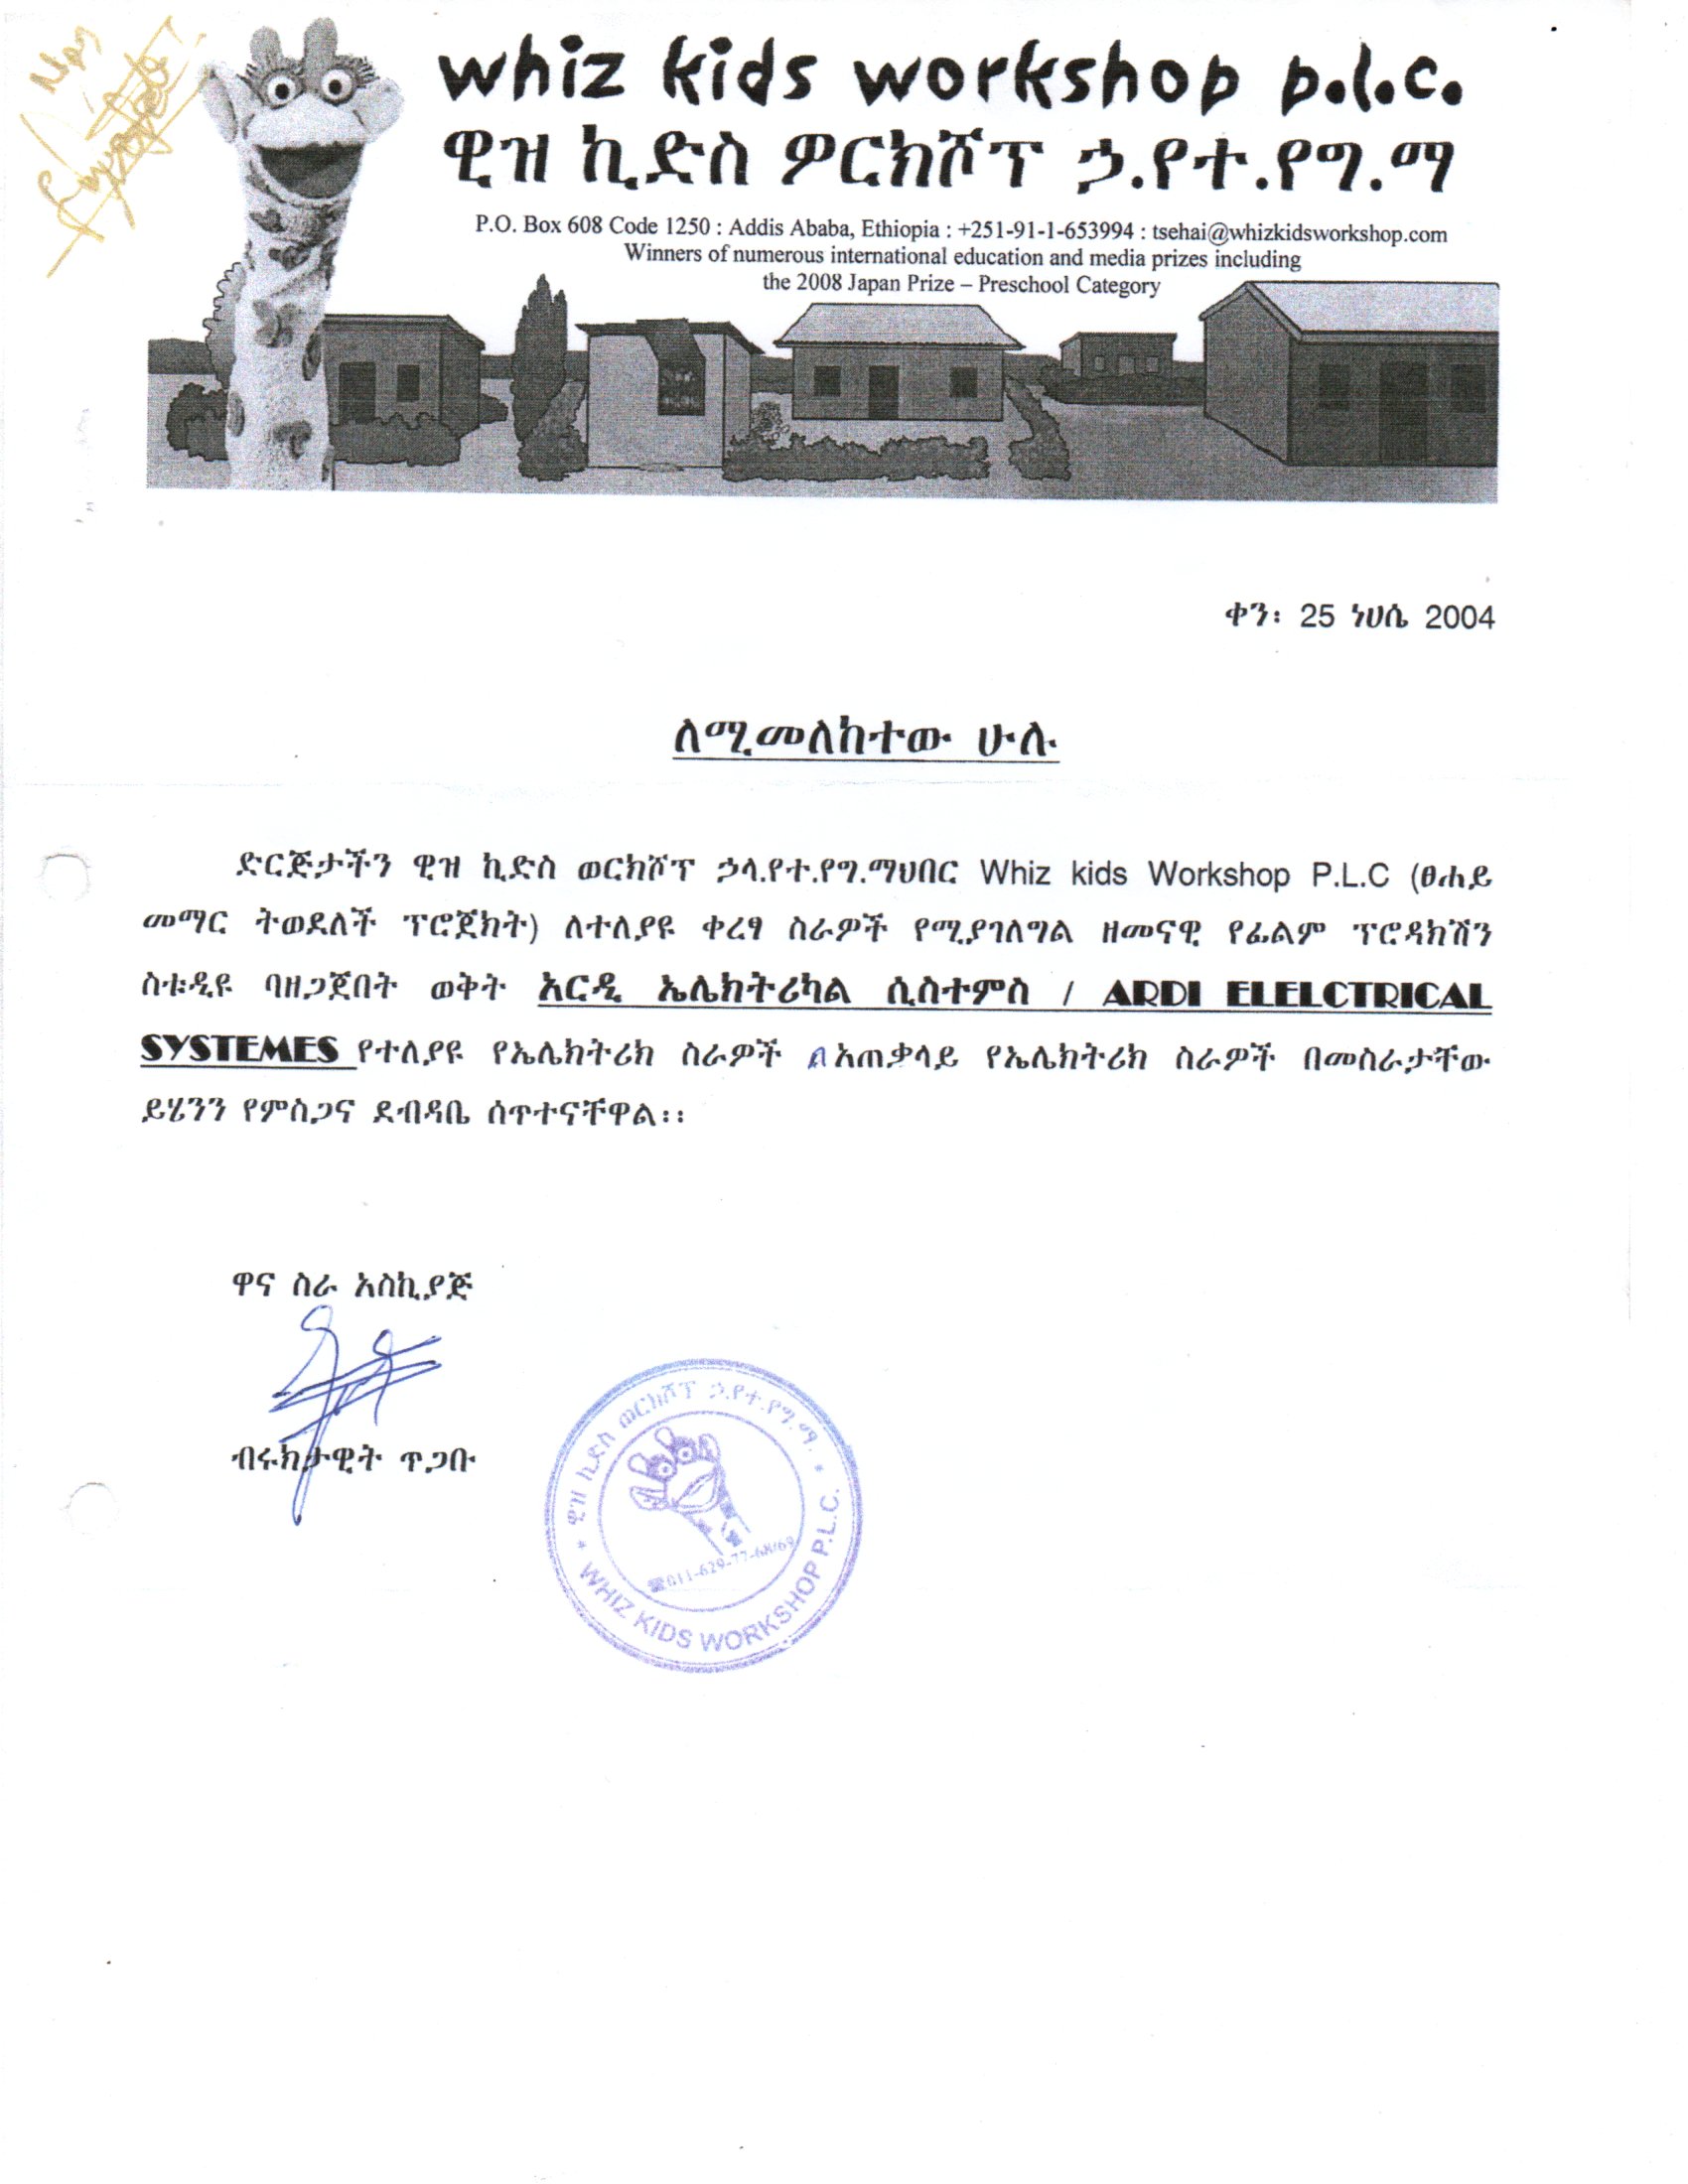 whiz kids workshop p.l.c.
ዊዝ ኪድስ ዎርክሾፕ ኃ.የተ.የግ.ማ
P.O. Box 608 Code 1250 : Addis Ababa, Ethiopia : +251-91-1-653994 : tsehai@whizkidsworkshop.com
Winners of numerous international education and media prizes including
the 2008 Japan Prize – Preschool Category
ቀን፡ 25 ነሀሴ 2004
ለሚመለከተው ሁሉ
ድርጅታችን ዊዝ ኪድስ ወርክሾፕ ኃላ.የተ.የግ.ማህበር Whiz kids Workshop P.L.C (ፀሐይ
መማር ትወደለች ፕሮጀክት) ለተለያዩ ቀረፃ ስራዎች የሚያገለግል ዘመናዊ የፊልም ፕሮዳክሽን
ስቱዲዩ ባዘጋጀበት ወቅት አርዲ ኤሌክትሪካል ሲስተምስ / ARDI ELELCTRICAL
SYSTEMES የተለያዩ የኤሌክትሪክ ስራዎች በአጠቃላይ የኤሌክትሪክ ስራዎች በመስራታቸው
ይሄንን የምስጋና ደብዳቤ ሰጥተናቸዋል፡፡
ዋና ስራ አስኪያጅ
ብሩክታዊት ጥጋቡ
ዊዝ ኪድስ ወርክሾፕ ኃ.የተ.የግ.ማ.
☎011-629-77-68/69
WHIZ KIDS WORKSHOP P.L.C.